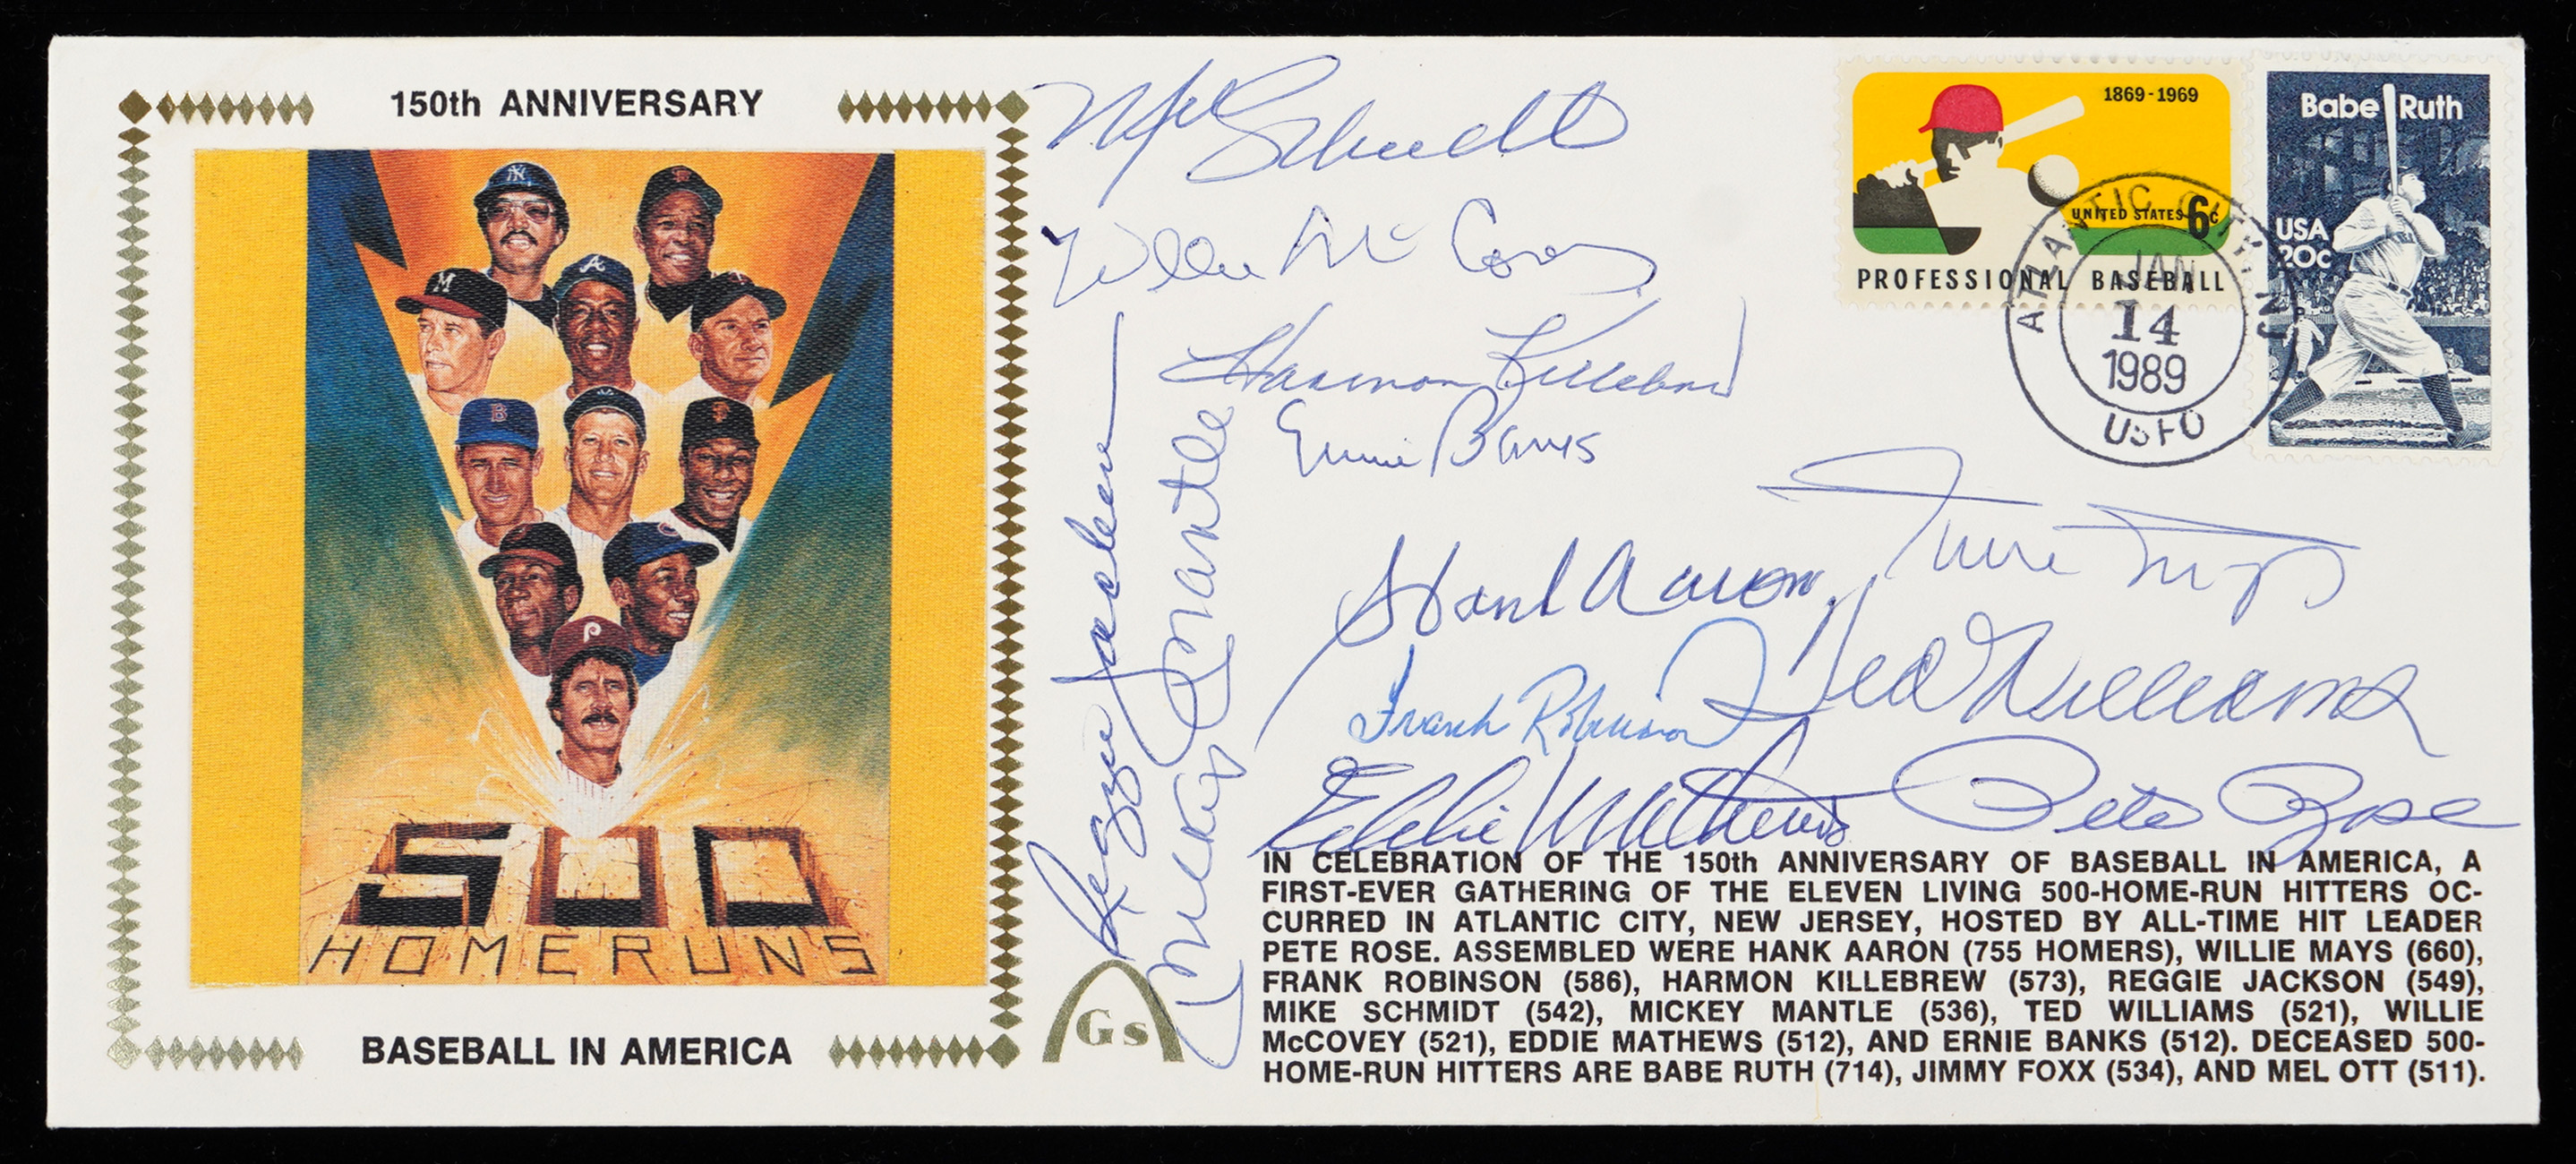 150th ANNIVERSARY
NY
A
M
B
SF
P
500
HOME RUNS
BASEBALL IN AMERICA
Mike Schmidt
Willie McCovey
Harmon Killebrew
Ernie Banks
Reggie Jackson
Mickey Mantle
Hank Aaron
Willie Mays
Frank Robinson
Ted Williams
Eddie Mathews
Pete Rose
1869-1969
UNITED STATES 6c
PROFESSIONAL BASEBALL
Babe Ruth
USA
20c
ATLANTIC CITY, NJ
JAN
14
1989
USPO
Gs
IN CELEBRATION OF THE 150th ANNIVERSARY OF BASEBALL IN AMERICA, A
FIRST-EVER GATHERING OF THE ELEVEN LIVING 500-HOME-RUN HITTERS OC-
CURRED IN ATLANTIC CITY, NEW JERSEY, HOSTED BY ALL-TIME HIT LEADER
PETE ROSE. ASSEMBLED WERE HANK AARON (755 HOMERS), WILLIE MAYS (660),
FRANK ROBINSON (586), HARMON KILLEBREW (573), REGGIE JACKSON (549),
MIKE SCHMIDT (542), MICKEY MANTLE (536), TED WILLIAMS (521), WILLIE
McCOVEY (521), EDDIE MATHEWS (512), AND ERNIE BANKS (512). DECEASED 500-
HOME-RUN HITTERS ARE BABE RUTH (714), JIMMY FOXX (534), AND MEL OTT (511).